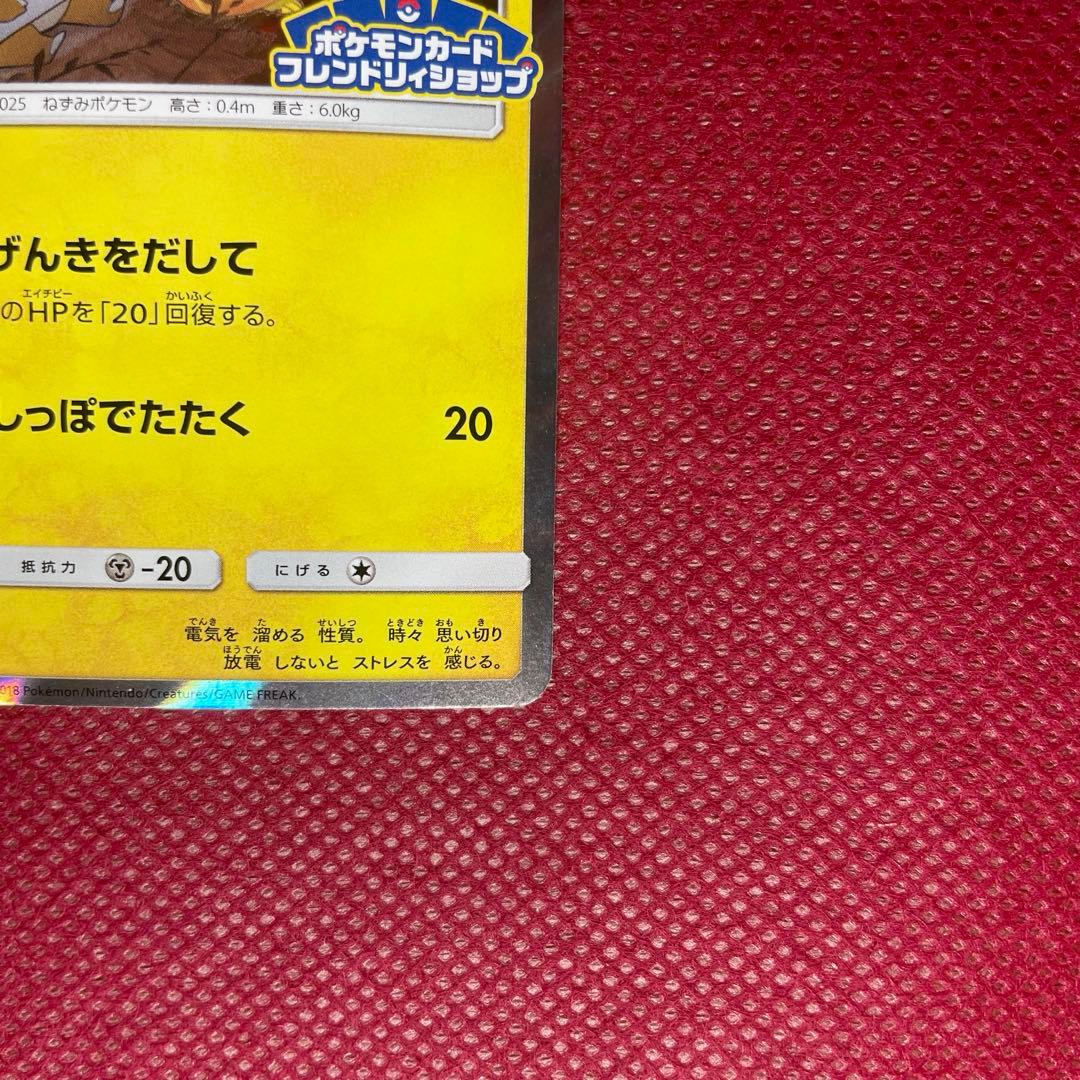 ポケモンカード
フレンドリィショップ
025 ねずみポケモン 高さ：0.4m 重さ：6.0kg
げんきをだして
エイチピー かいふく
のHPを「20」回復する。
しっぽでたたく 20
抵抗力 -20 にげる
でんき た せいしつ ときどき おも き
電気を 溜める 性質。 時々 思い切り
ほうでん かん
放電 しないと ストレスを 感じる。
018 Pokémon/Nintendo/Creatures/GAME FREAK.